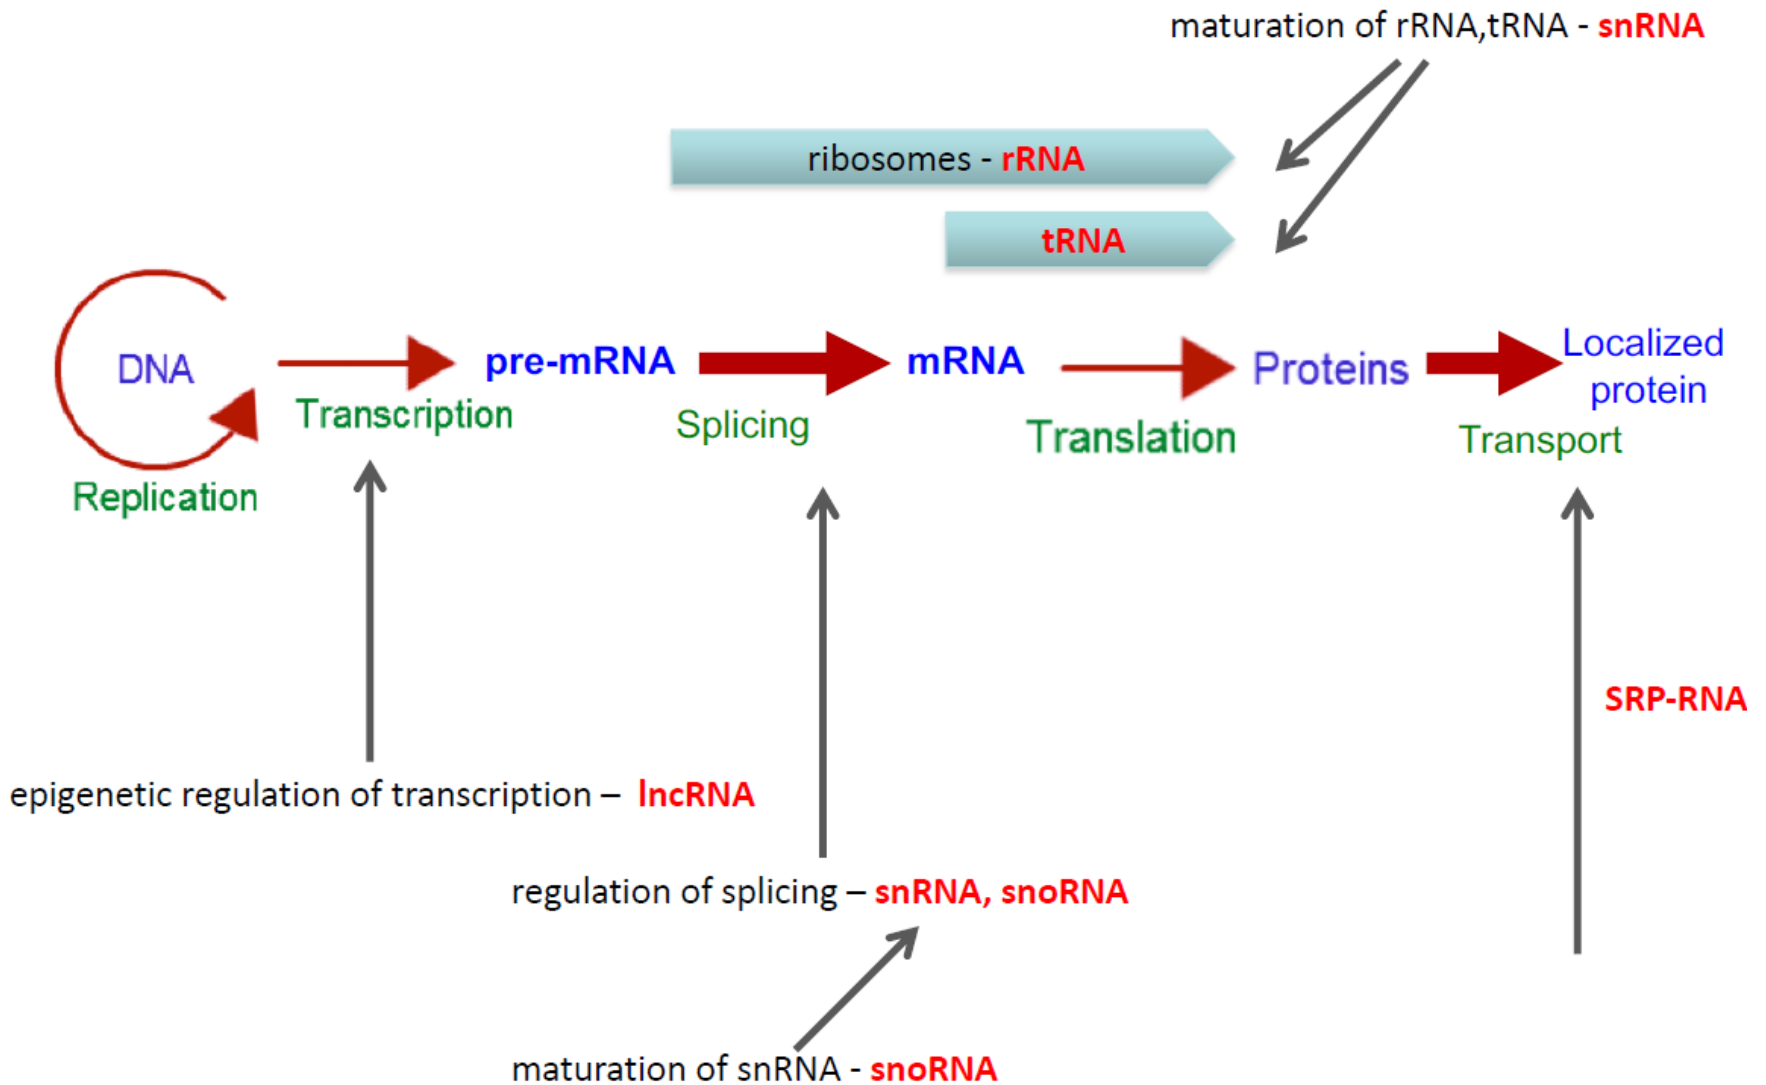 maturation of rRNA,tRNA - snRNA
ribosomes - rRNA
tRNA
DNA
Replication
Transcription
pre-mRNA
Splicing
mRNA
Translation
Proteins
Localized
protein
Transport
SRP-RNA
epigenetic regulation of transcription – lncRNA
regulation of splicing – snRNA, snoRNA
maturation of snRNA - snoRNA